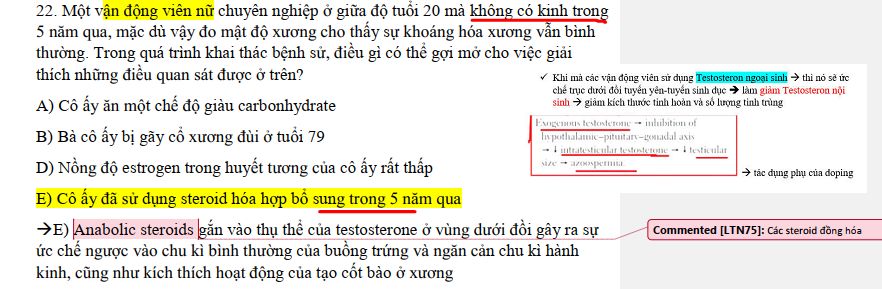 22. Một vận động viên nữ chuyên nghiệp ở giữa độ tuổi 20 mà không có kinh trong
5 năm qua, mặc dù vậy đo mật độ xương cho thấy sự khoáng hóa xương vẫn bình
thường. Trong quá trình khai thác bệnh sử, điều gì có thể gợi mở cho việc giải
thích những điều quan sát được ở trên?
A) Cô ấy ăn một chế độ giàu carbonhydrate
B) Bà cô ấy bị gãy cổ xương đùi ở tuổi 79
D) Nồng độ estrogen trong huyết tương của cô ấy rất thấp
E) Cô ấy đã sử dụng steroid hóa hợp bổ sung trong 5 năm qua
→E) Anabolic steroids gắn vào thụ thể của testosterone ở vùng dưới đồi gây ra sự
ức chế ngược vào chu kì bình thường của buồng trứng và ngăn cản chu kì hành
kinh, cũng như kích thích hoạt động của tạo cốt bào ở xương
✓ Khi mà các vận động viên sử dụng Testosteron ngoại sinh → thì nó sẽ ức
chế trục dưới đồi tuyến yên-tuyến sinh dục → làm giảm Testosteron nội
sinh → giảm kích thước tinh hoàn và số lượng tinh trùng
Exogenous testosterone → inhibition of
hypothalamic–pituitary–gonadal axis
→ ↓ intratesticular testosterone → ↓ testicular
size → azoospermia.
→ tác dụng phụ của doping
Commented [LTN75]: Các steroid đồng hóa